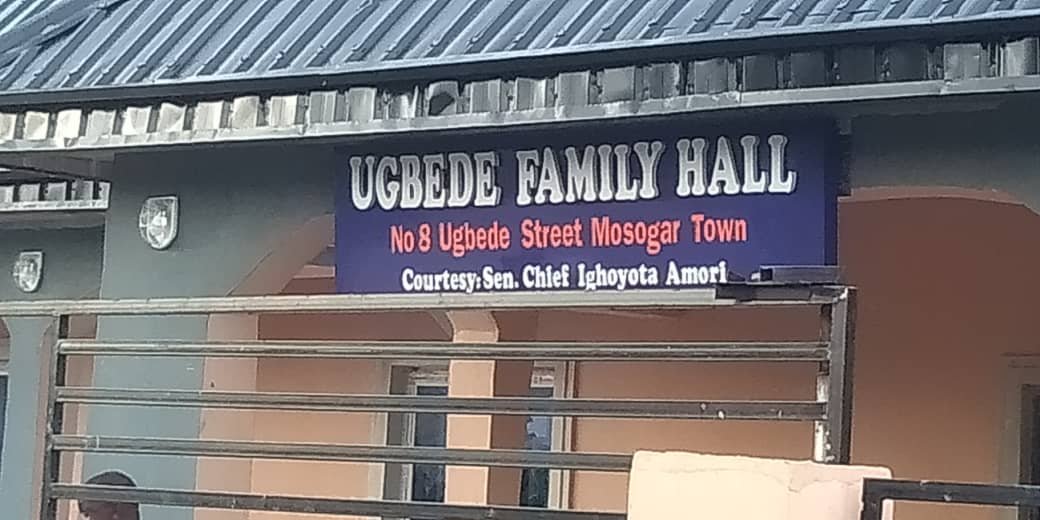 UGBEDE FAMILY HALL
No 8 Ugbede Street Mosogar Town
Courtesy: Sen. Chief Ighoyota Amori